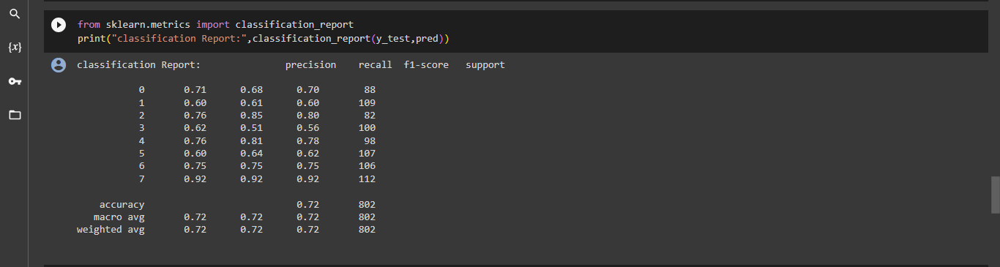 from sklearn.metrics import classification_report
print("classification Report:",classification_report(y_test,pred))
{x}
classification Report:               precision    recall  f1-score   support
0       0.71      0.68      0.70        88
1       0.60      0.61      0.60       109
2       0.76      0.85      0.80        82
3       0.62      0.51      0.56       100
4       0.76      0.81      0.78        98
5       0.60      0.64      0.62       107
6       0.75      0.75      0.75       106
7       0.92      0.92      0.92       112
accuracy                           0.72       802
macro avg       0.72      0.72      0.72       802
weighted avg       0.72      0.72      0.72       802